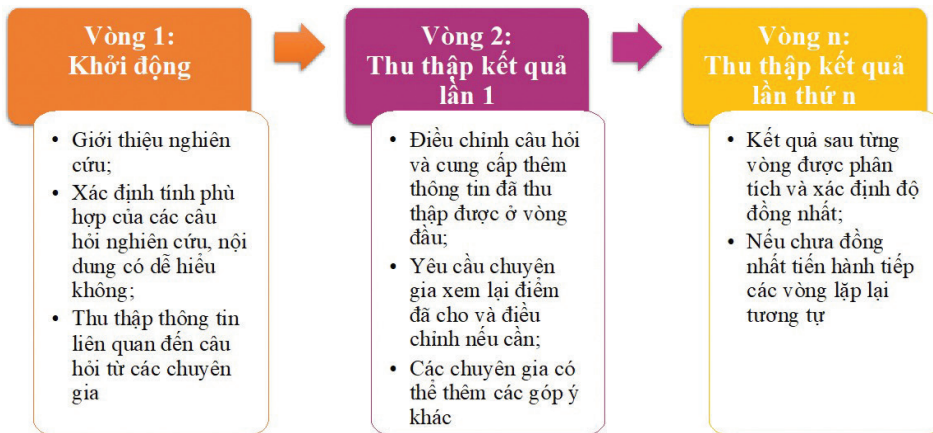 Vòng 1:
Khởi động
• Giới thiệu nghiên
cứu;
• Xác định tính phù
hợp của các câu
hỏi nghiên cứu, nội
dung có dễ hiểu
không;
• Thu thập thông tin
liên quan đến câu
hỏi từ các chuyên
gia
Vòng 2:
Thu thập kết quả
lần 1
• Điều chỉnh câu hỏi
và cung cấp thêm
thông tin đã thu
thập được ở vòng
đầu;
• Yêu cầu chuyên
gia xem lại điểm
đã cho và điều
chỉnh nếu cần;
• Các chuyên gia có
thể thêm các góp ý
khác
Vòng n:
Thu thập kết quả
lần thứ n
• Kết quả sau từng
vòng được phân
tích và xác định độ
đồng nhất;
• Nếu chưa đồng
nhất tiến hành tiếp
các vòng lặp lại
tương tự